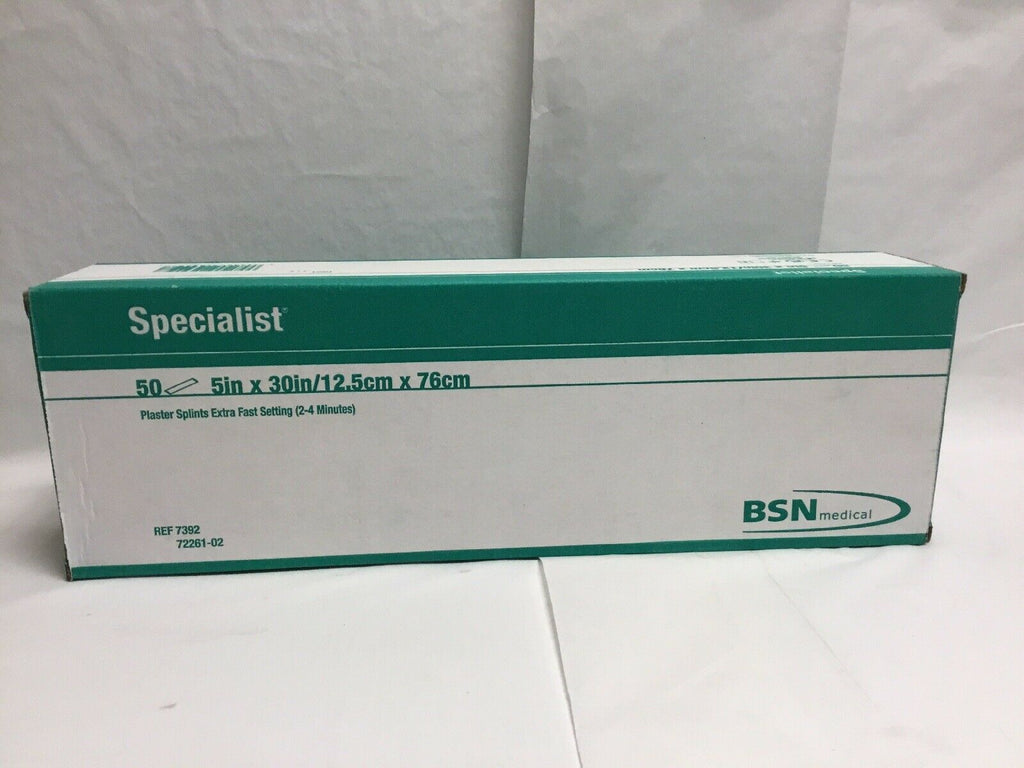 Specialist
50 5in x 30in/12.5cm x 76cm
Plaster Splints Extra Fast Setting (2-4 Minutes)
REF 7392
72261-02
BSN medical